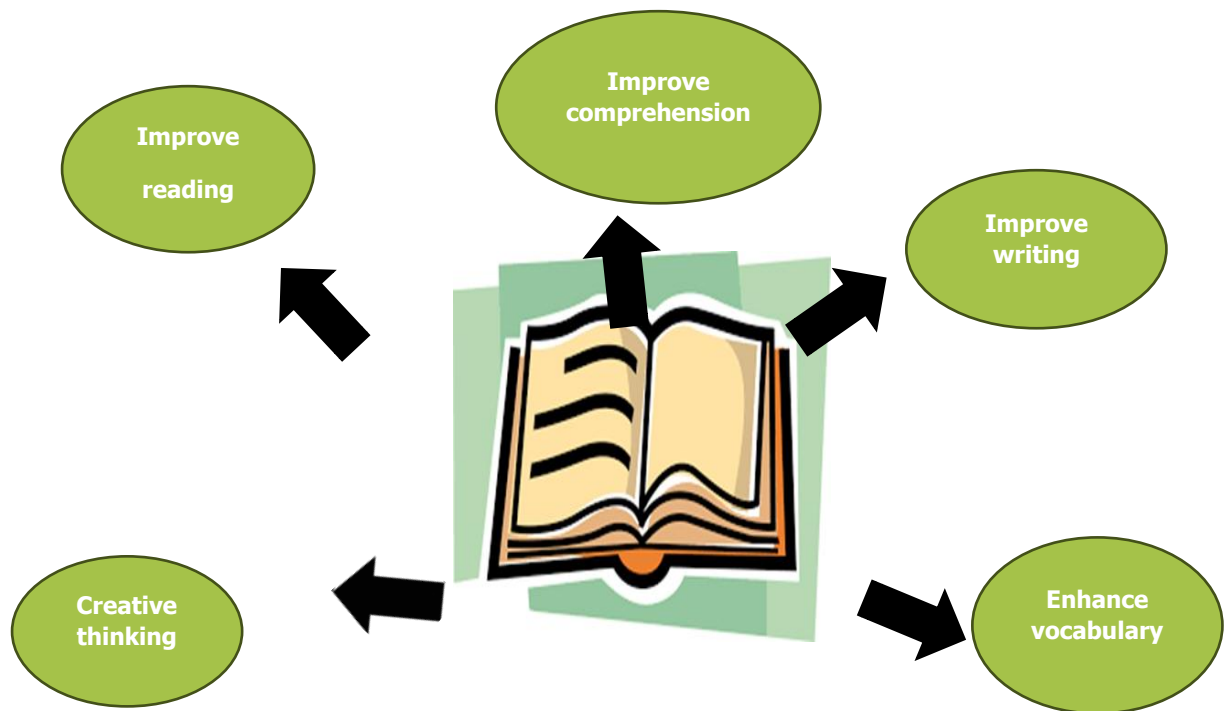 Improve
comprehension
Improve
reading
Improve
writing
Creative
thinking
Enhance
vocabulary